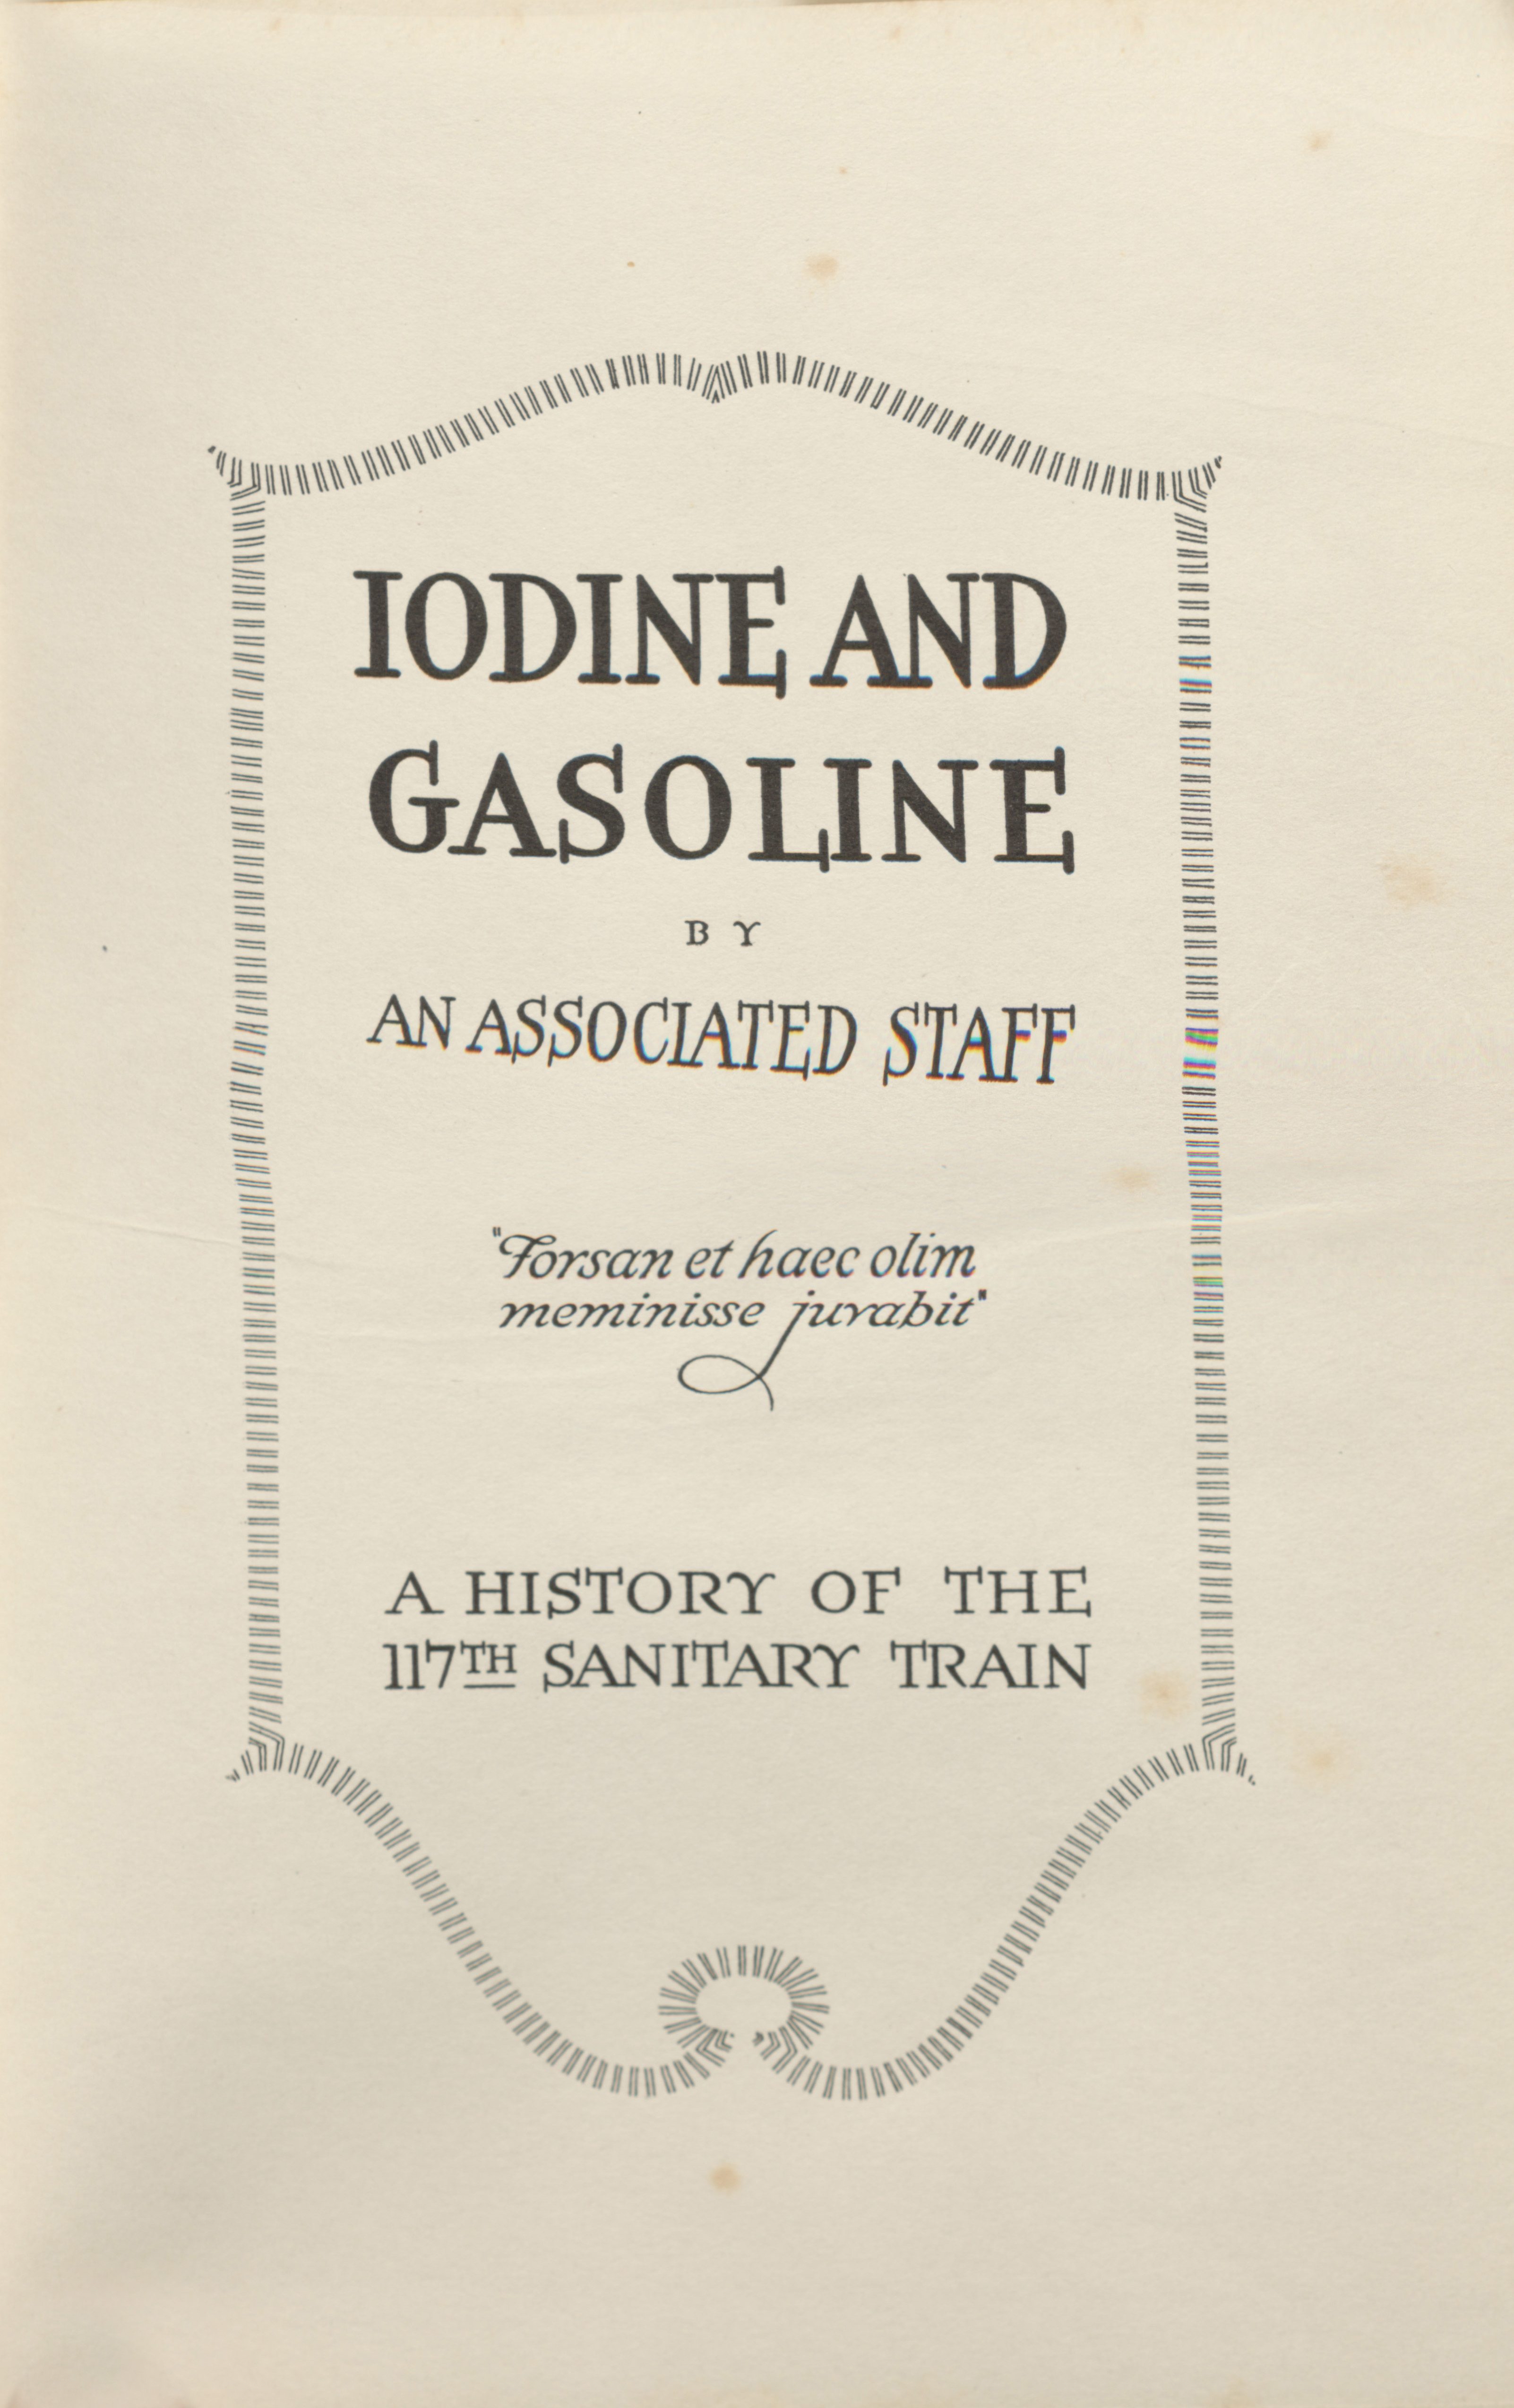 IODINE AND
GASOLINE
BY
AN ASSOCIATED STAFF
"Forsan et haec olim
meminisse juvabit"
A HISTORY OF THE
117TH SANITARY TRAIN